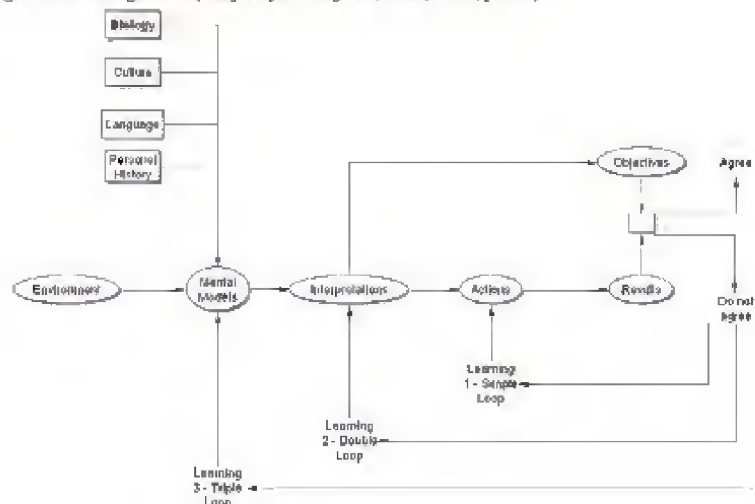 Biology
Culture
Language
Personal
History
Objectives
Agree
Environment
Mental
Models
Interpretations
Actions
Results
Do not
agree
Learning
1 - Simple
Loop
Learning
2 - Double
Loop
Learning
3 - Triple
Loop